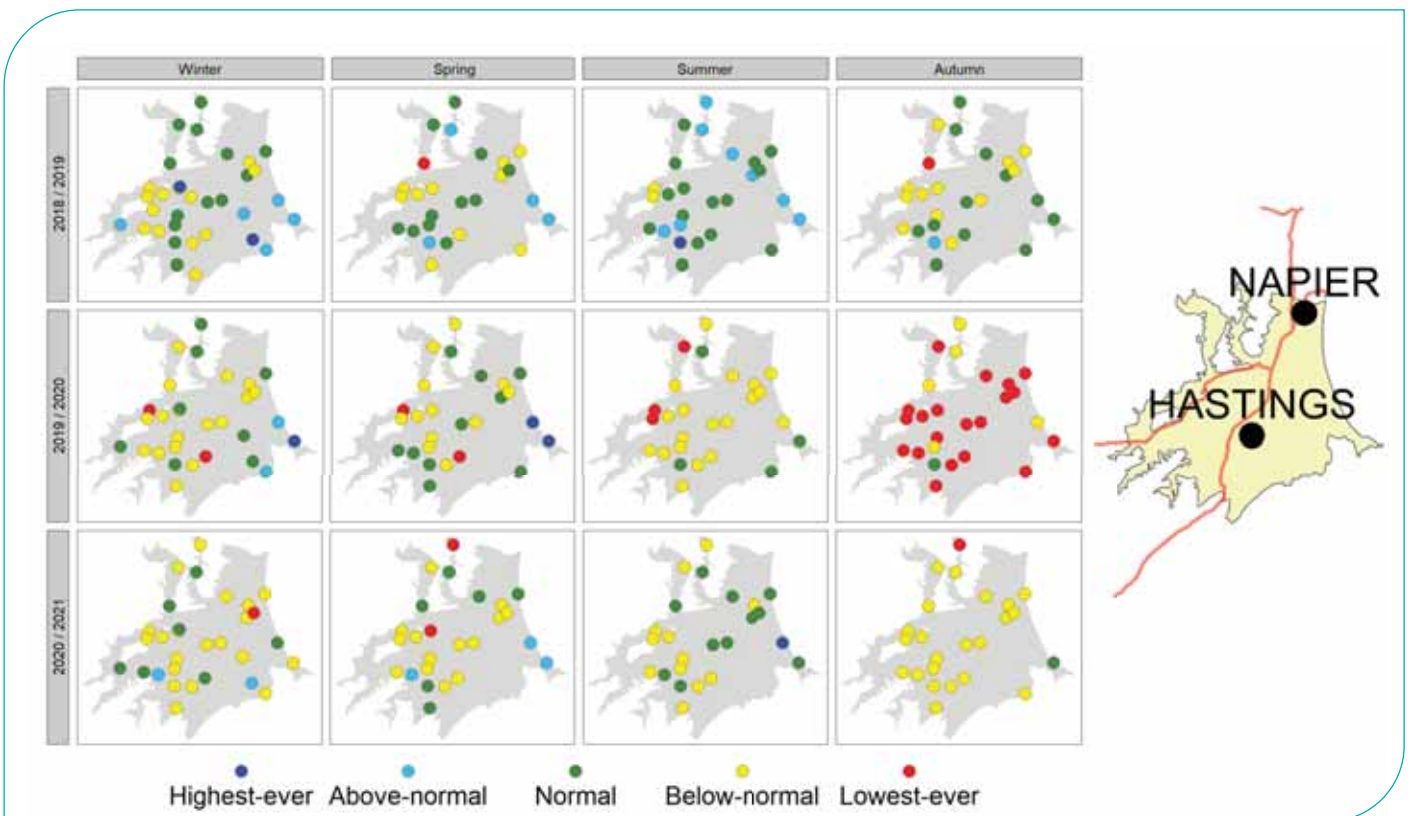 Winter Spring Summer Autumn
2018 / 2019
2019 / 2020
2020 / 2021
NAPIER
HASTINGS
Highest-ever Above-normal Normal Below-normal Lowest-ever